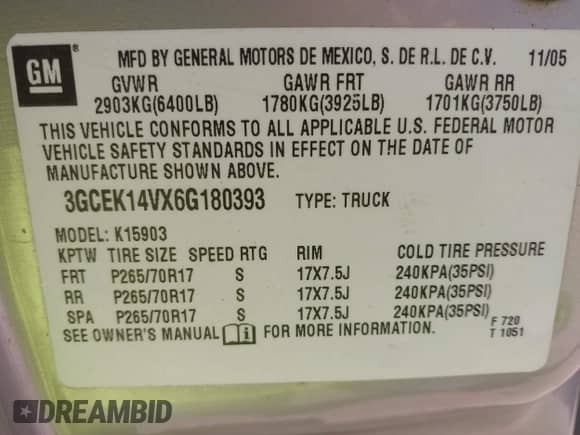 GM ®
MFD BY GENERAL MOTORS DE MEXICO, S. DE R.L. DE C.V. 11/05
GVWR GAWR FRT GAWR RR
2903KG(6400LB) 1780KG(3925LB) 1701KG(3750LB)
THIS VEHICLE CONFORMS TO ALL APPLICABLE U.S. FEDERAL MOTOR
VEHICLE SAFETY STANDARDS IN EFFECT ON THE DATE OF
MANUFACTURE SHOWN ABOVE.
3GCEK14VX6G180393 TYPE: TRUCK
MODEL: K15903
KPTW TIRE SIZE SPEED RTG RIM COLD TIRE PRESSURE
FRT P265/70R17 S 17X7.5J 240KPA(35PSI)
RR P265/70R17 S 17X7.5J 240KPA(35PSI)
SPA P265/70R17 S 17X7.5J 240KPA(35PSI)
SEE OWNER'S MANUAL i FOR MORE INFORMATION.
F 720
T 1051
DREAMBID